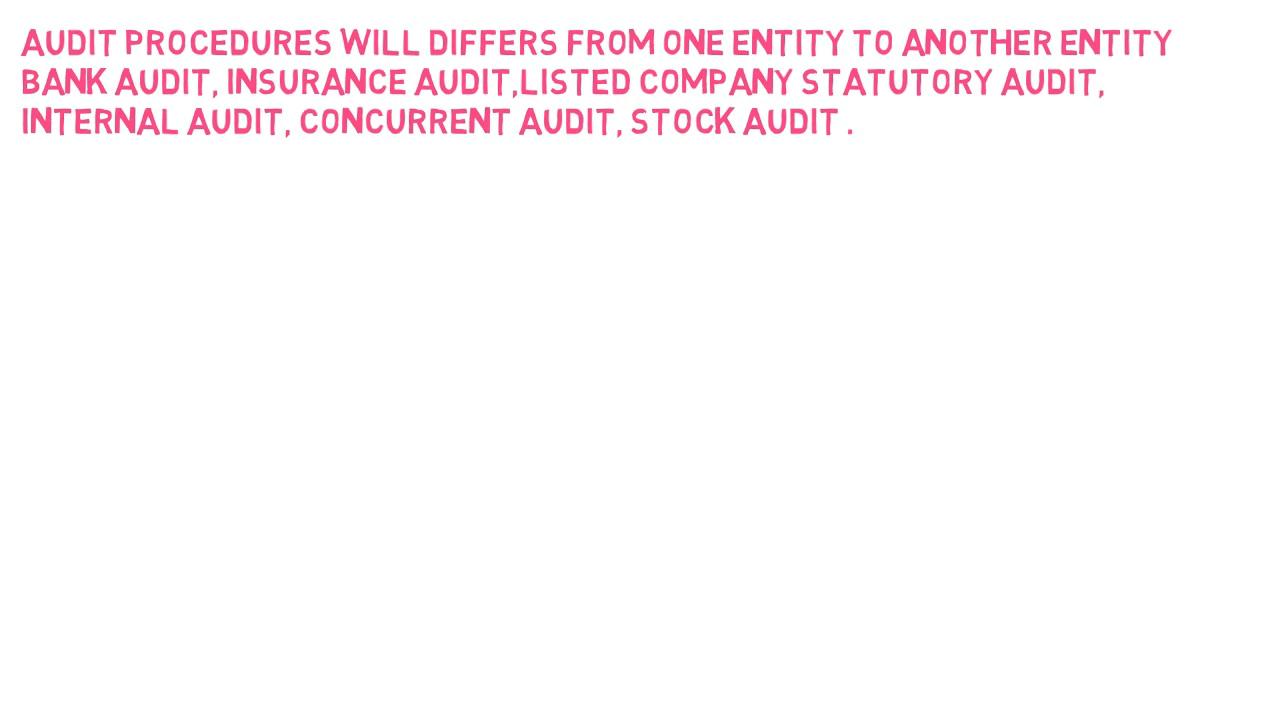 AUDIT PROCEDURES WILL DIFFERS FROM ONE ENTITY TO ANOTHER ENTITY
BANK AUDIT, INSURANCE AUDIT,LISTED COMPANY STATUTORY AUDIT,
INTERNAL AUDIT, CONCURRENT AUDIT, STOCK AUDIT .